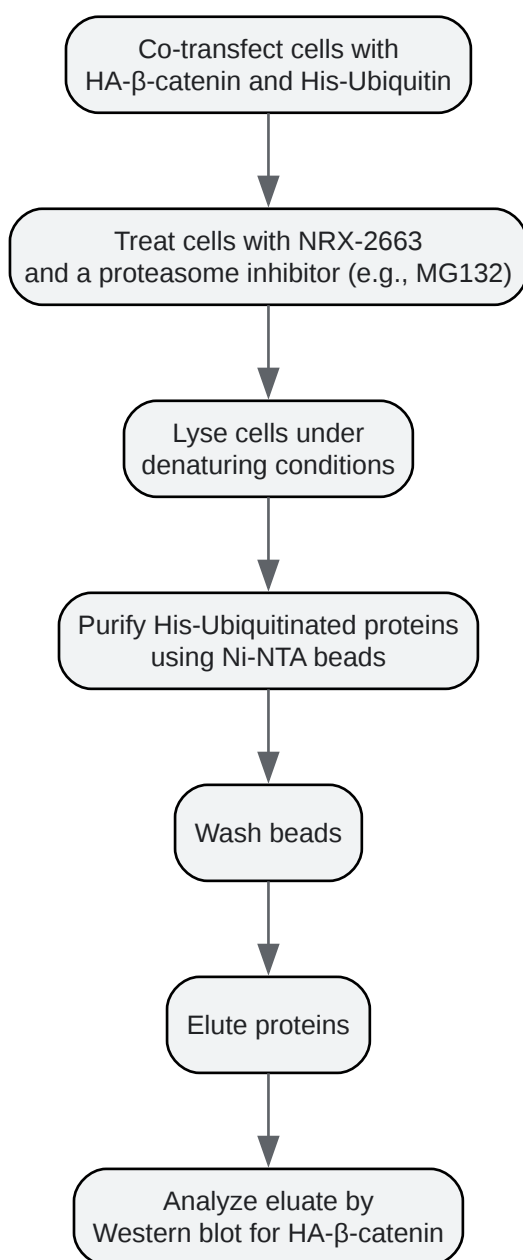 Co-transfect cells with
HA-β-catenin and His-Ubiquitin
Treat cells with NRX-2663
and a proteasome inhibitor (e.g., MG132)
Lyse cells under
denaturing conditions
Purify His-Ubiquitinated proteins
using Ni-NTA beads
Wash beads
Elute proteins
Analyze eluate by
Western blot for HA-β-catenin